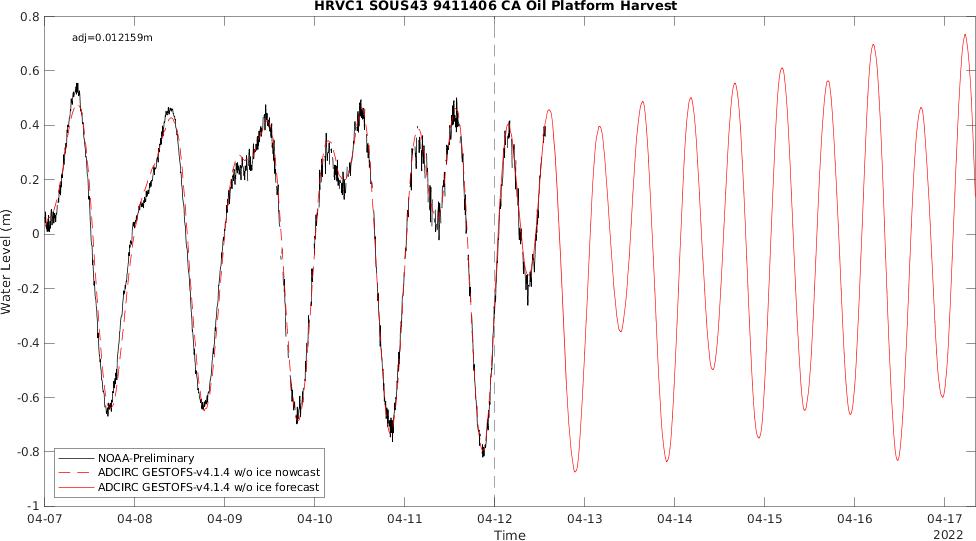 HRVC1 SOUS43 9411406 CA Oil Platform Harvest
adj=0.012159m
0.8
0.6
0.4
0.2
0
-0.2
-0.4
-0.6
-0.8
-1
Water Level (m)
NOAA-Preliminary
ADCIRC GESTOFS-v4.1.4 w/o ice nowcast
ADCIRC GESTOFS-v4.1.4 w/o ice forecast
04-07 04-08 04-09 04-10 04-11 04-12 04-13 04-14 04-15 04-16 04-17
Time 2022